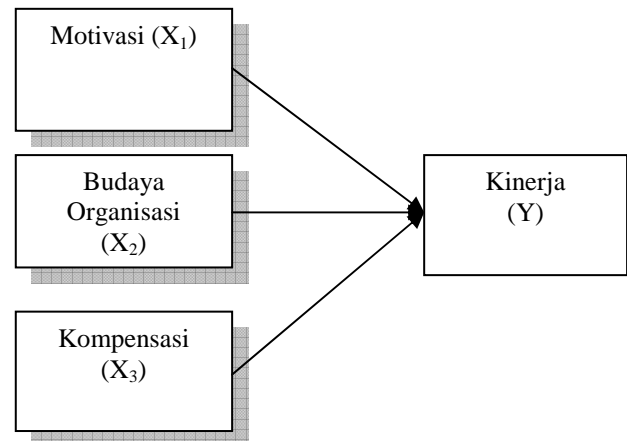 Motivasi (X₁)
Budaya
Organisasi
(X₂)
Kompensasi
(X₃)
Kinerja
(Y)